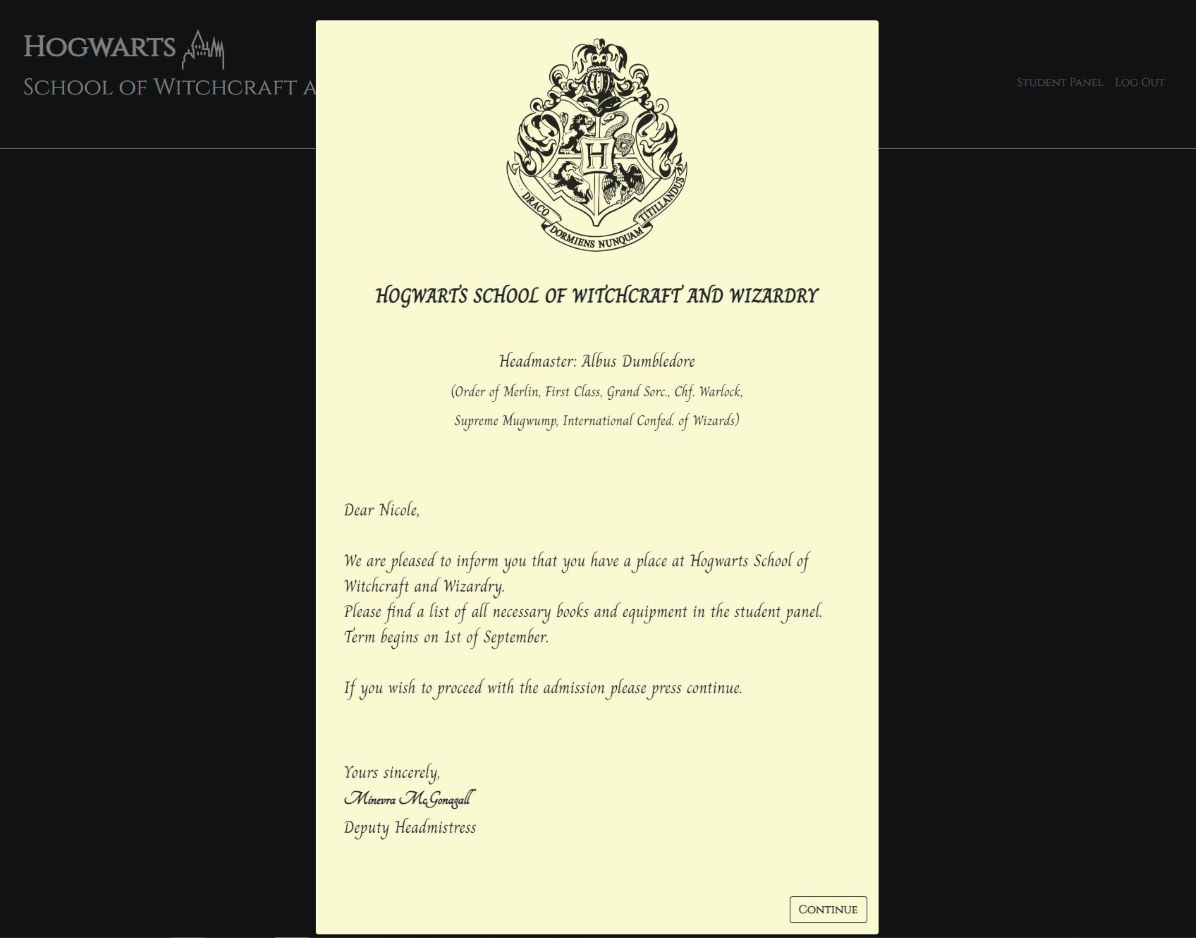 Hogwarts
School of Witchcraft a
Student Panel Log Out
H
DRACO DORMIENS NUNQUAM TITILLANDUS
HOGWARTS SCHOOL OF WITCHCRAFT AND WIZARDRY
Headmaster: Albus Dumbledore
(Order of Merlin, First Class, Grand Sorc., Chf. Warlock,
Supreme Mugwump, International Confed. of Wizards)
Dear Nicole,
We are pleased to inform you that you have a place at Hogwarts School of
Witchcraft and Wizardry.
Please find a list of all necessary books and equipment in the student panel.
Term begins on 1st of September.
If you wish to proceed with the admission please press continue.
Yours sincerely,
Minevra McGonagall
Deputy Headmistress
Continue